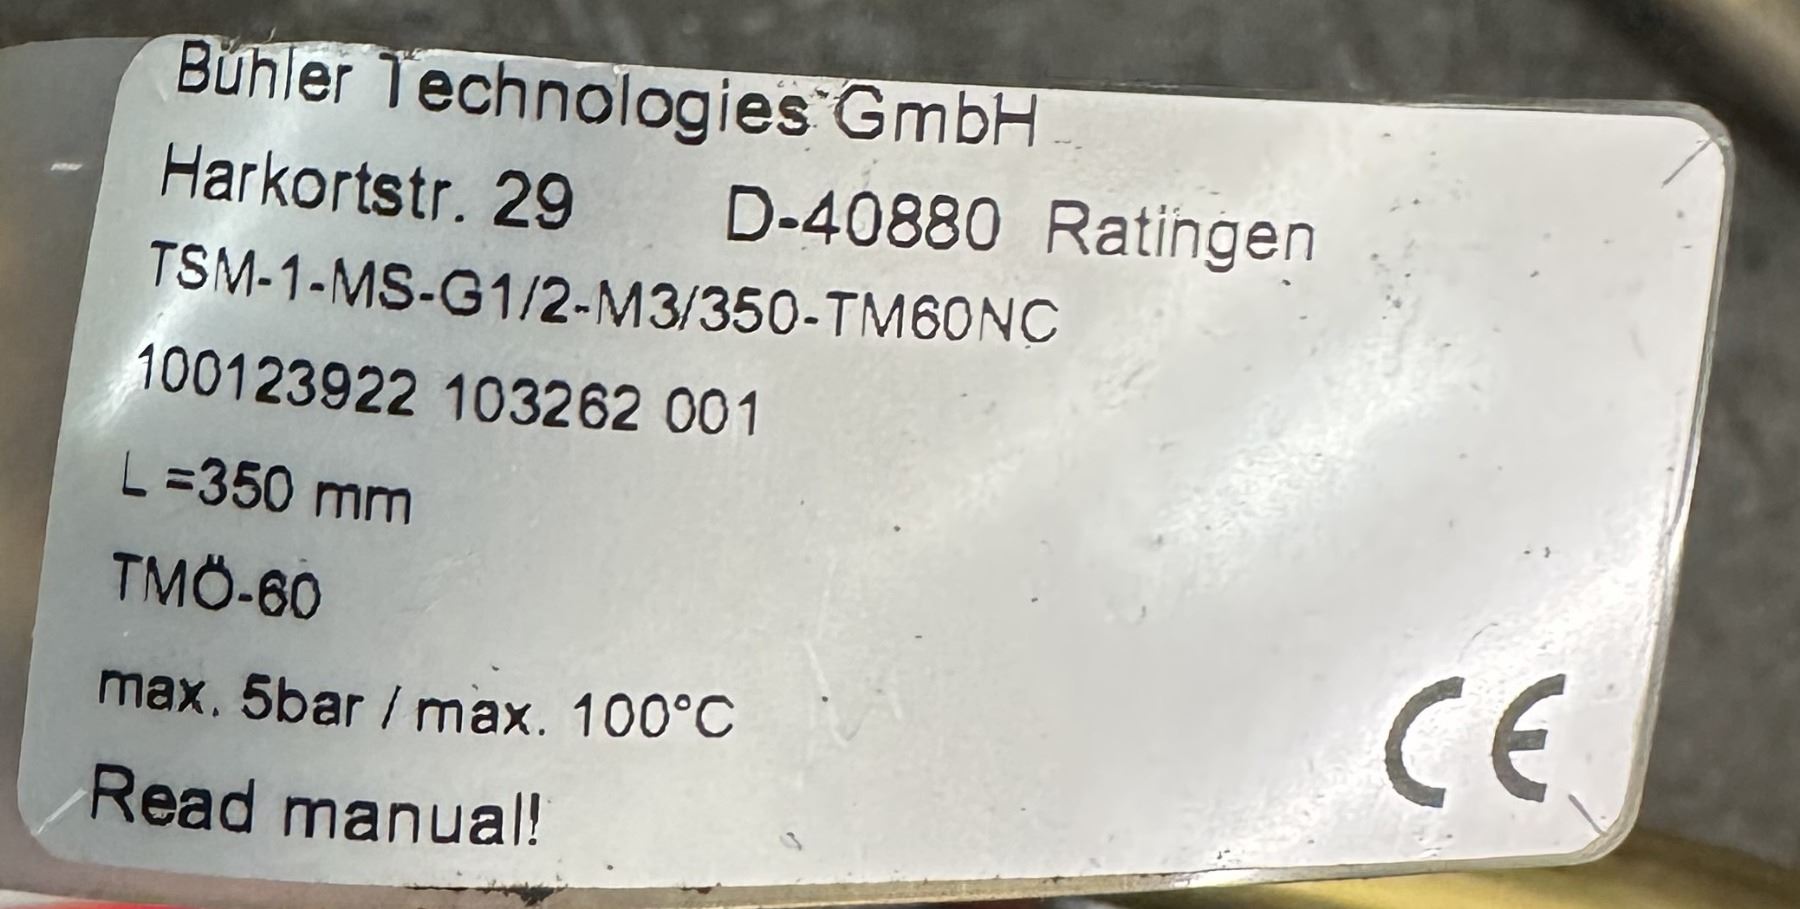 Bühler Technologies GmbH
Harkortstr. 29 D-40880 Ratingen
TSM-1-MS-G1/2-M3/350-TM60NC
100123922 103262 001
L =350 mm
TMÖ-60
max. 5bar / max. 100°C
Read manual!
CE